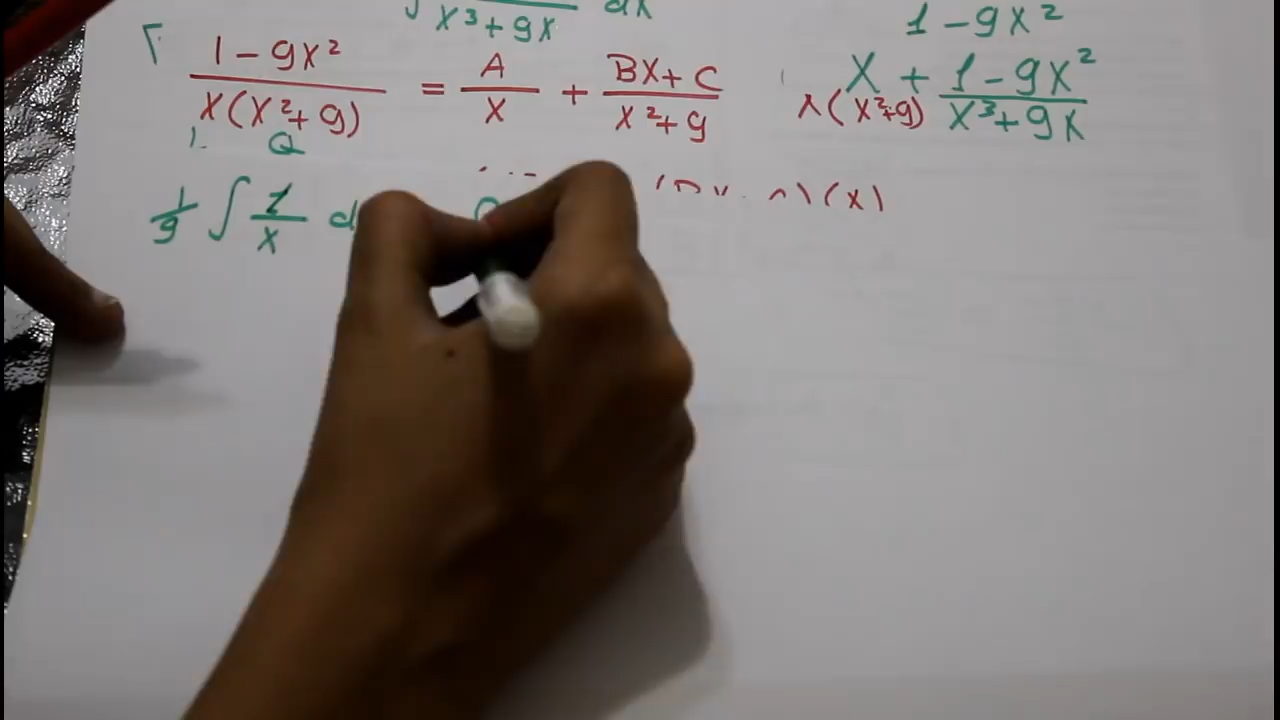 x³+9x dx
1-9x²
(1-9x²)/(x(x²+9)) = A/x + (Bx+C)/(x²+9)
x + (1-9x²)/(x³+9x)
x(x²+9)
)(x)
1/9 ∫ 1/x d